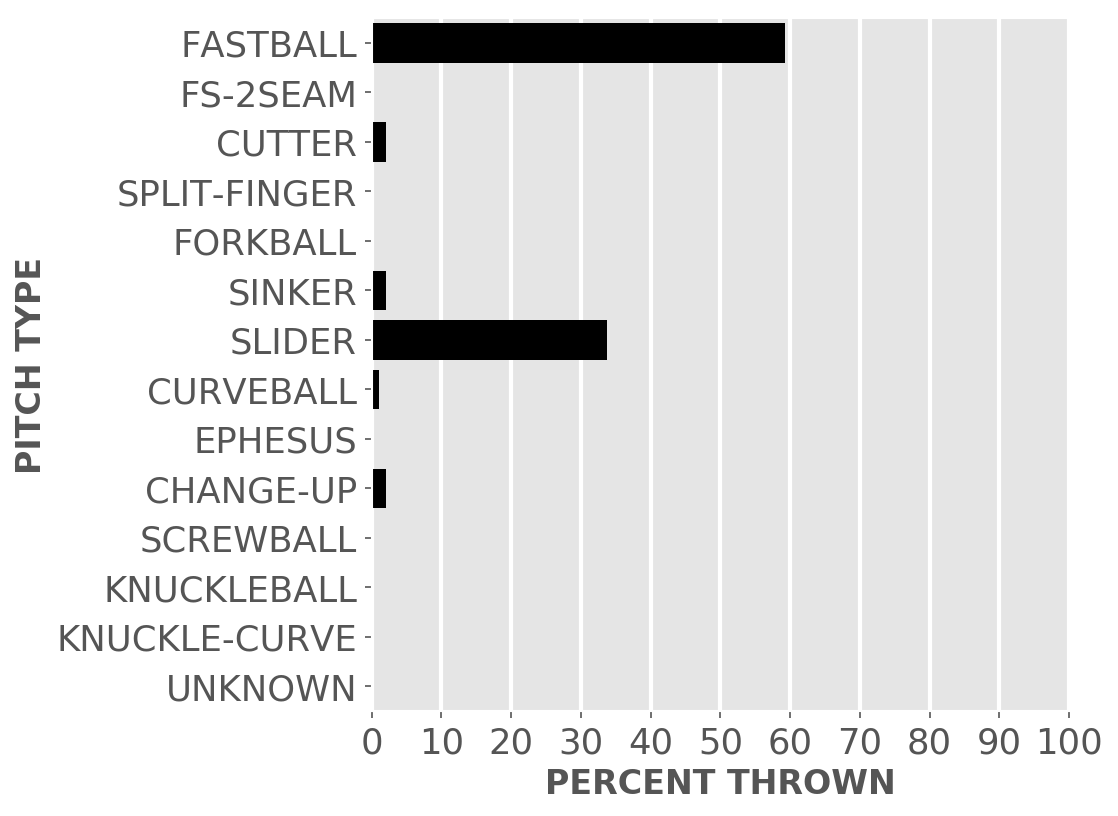 FASTBALL
FS-2SEAM
CUTTER
SPLIT-FINGER
FORKBALL
SINKER
SLIDER
CURVEBALL
EPHESUS
CHANGE-UP
SCREWBALL
KNUCKLEBALL
KNUCKLE-CURVE
UNKNOWN
PITCH TYPE
0 10 20 30 40 50 60 70 80 90 100
PERCENT THROWN